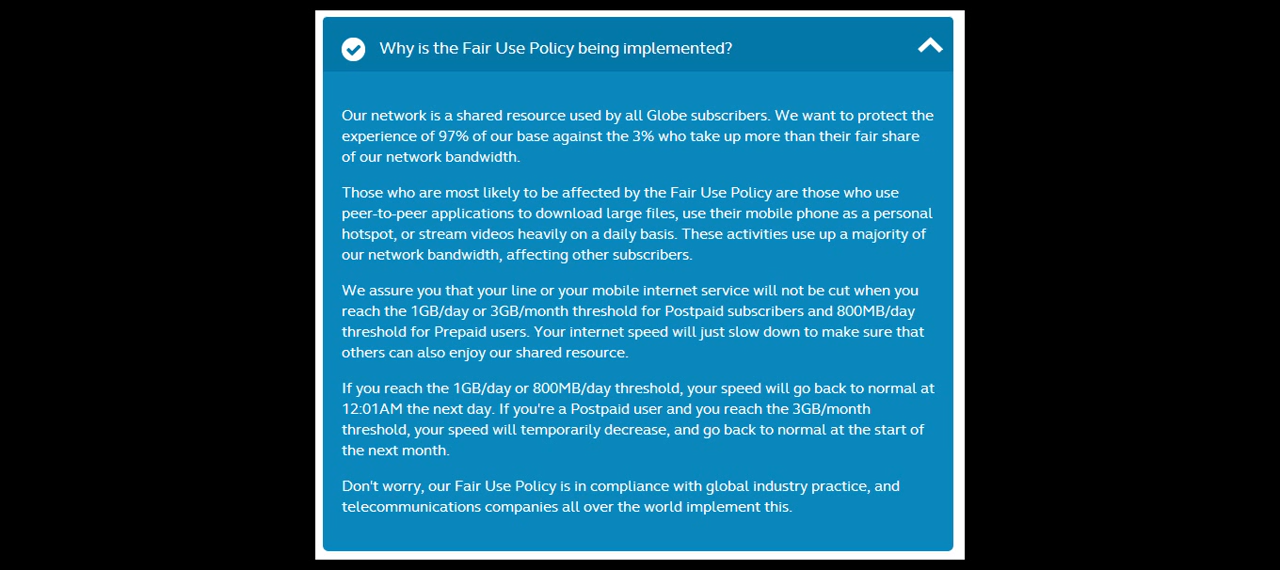 Why is the Fair Use Policy being implemented?
Our network is a shared resource used by all Globe subscribers. We want to protect the
experience of 97% of our base against the 3% who take up more than their fair share
of our network bandwidth.
Those who are most likely to be affected by the Fair Use Policy are those who use
peer-to-peer applications to download large files, use their mobile phone as a personal
hotspot, or stream videos heavily on a daily basis. These activities use up a majority of
our network bandwidth, affecting other subscribers.
We assure you that your line or your mobile internet service will not be cut when you
reach the 1GB/day or 3GB/month threshold for Postpaid subscribers and 800MB/day
threshold for Prepaid users. Your internet speed will just slow down to make sure that
others can also enjoy our shared resource.
If you reach the 1GB/day or 800MB/day threshold, your speed will go back to normal at
12:01AM the next day. If you're a Postpaid user and you reach the 3GB/month
threshold, your speed will temporarily decrease, and go back to normal at the start of
the next month.
Don't worry, our Fair Use Policy is in compliance with global industry practice, and
telecommunications companies all over the world implement this.